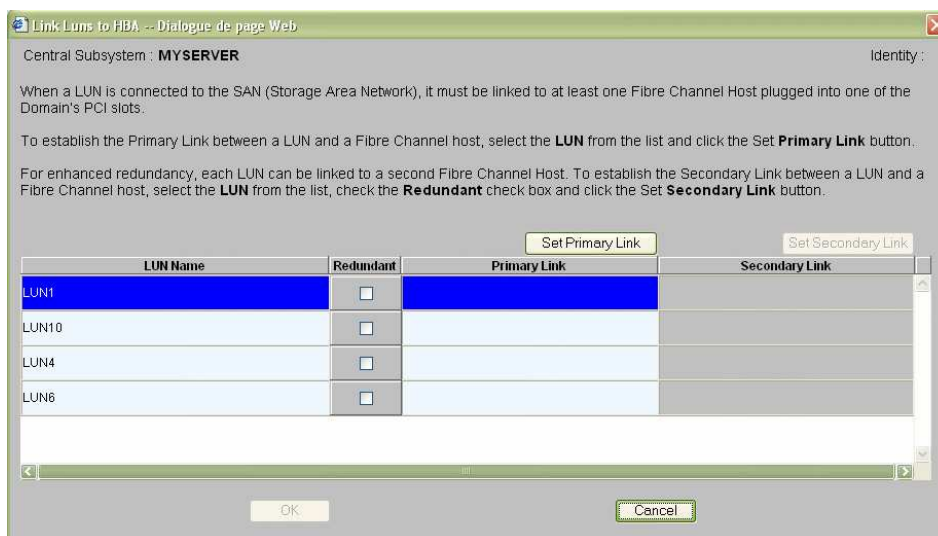 Link Luns to HBA -- Dialogue de page Web
Central Subsystem : MYSERVER Identity :
When a LUN is connected to the SAN (Storage Area Network), it must be linked to at least one Fibre Channel Host plugged into one of the
Domain's PCI slots.
To establish the Primary Link between a LUN and a Fibre Channel host, select the LUN from the list and click the Set Primary Link button.
For enhanced redundancy, each LUN can be linked to a second Fibre Channel Host. To establish the Secondary Link between a LUN and a
Fibre Channel host, select the LUN from the list, check the Redundant check box and click the Set Secondary Link button.
Set Primary Link Set Secondary Link
LUN Name Redundant Primary Link Secondary Link
LUN1
LUN10
LUN4
LUN6
OK Cancel